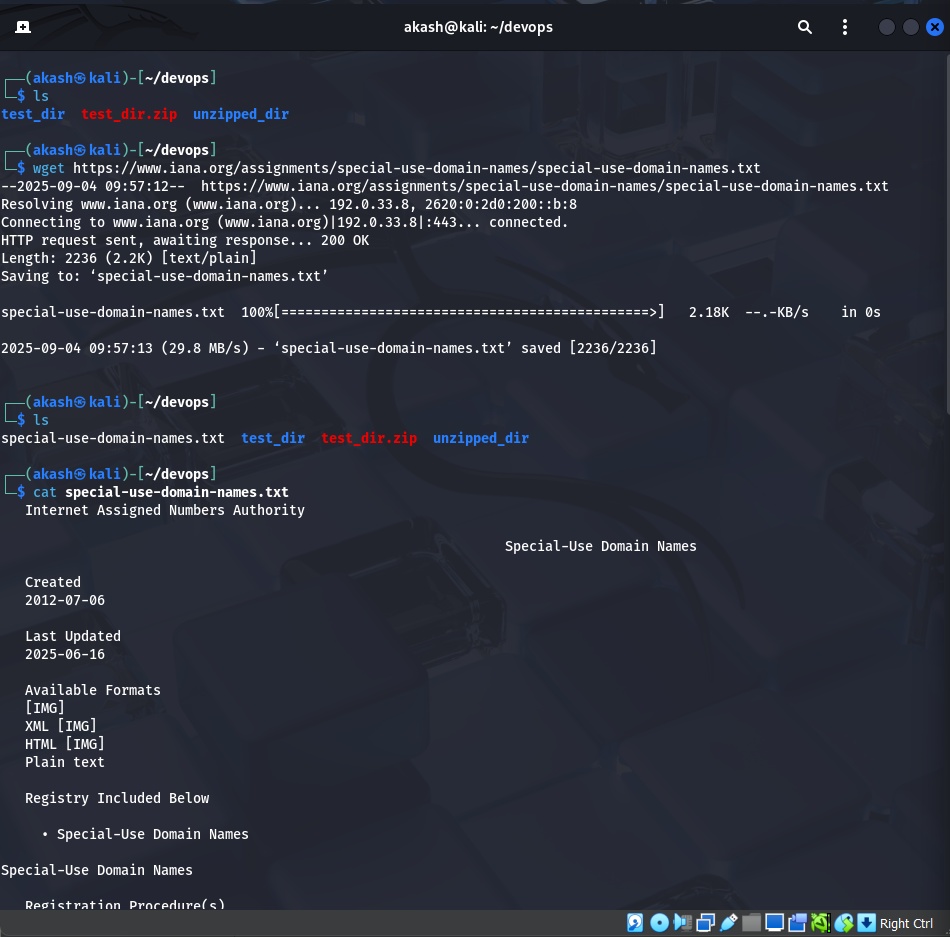 akash@kali: ~/devops
┌──(akash㉿kali)-[~/devops]
└─$ ls
test_dir  test_dir.zip  unzipped_dir
┌──(akash㉿kali)-[~/devops]
└─$ wget https://www.iana.org/assignments/special-use-domain-names/special-use-domain-names.txt
--2025-09-04 09:57:12--  https://www.iana.org/assignments/special-use-domain-names/special-use-domain-names.txt
Resolving www.iana.org (www.iana.org)... 192.0.33.8, 2620:0:2d0:200::b:8
Connecting to www.iana.org (www.iana.org)|192.0.33.8|:443... connected.
HTTP request sent, awaiting response... 200 OK
Length: 2236 (2.2K) [text/plain]
Saving to: ‘special-use-domain-names.txt’
special-use-domain-names.txt  100%[==============================================>]   2.18K  --.-KB/s    in 0s
2025-09-04 09:57:13 (29.8 MB/s) - ‘special-use-domain-names.txt’ saved [2236/2236]
┌──(akash㉿kali)-[~/devops]
└─$ ls
special-use-domain-names.txt  test_dir  test_dir.zip  unzipped_dir
┌──(akash㉿kali)-[~/devops]
└─$ cat special-use-domain-names.txt
Internet Assigned Numbers Authority
Special-Use Domain Names
Created
2012-07-06
Last Updated
2025-06-16
Available Formats
[IMG]
XML [IMG]
HTML [IMG]
Plain text
Registry Included Below
• Special-Use Domain Names
Special-Use Domain Names
Registration Procedure(s)
Right Ctrl